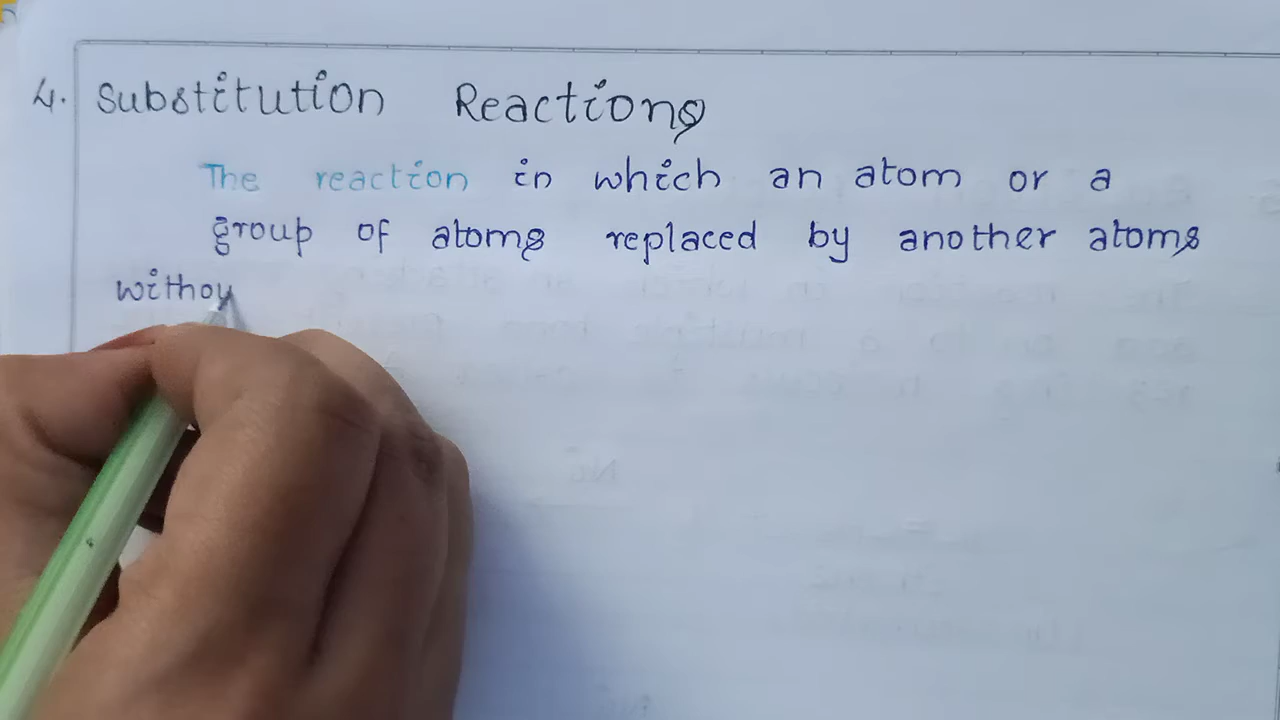 4. Substitution Reactions
The reaction in which an atom or a
group of atoms replaced by another atoms
withou